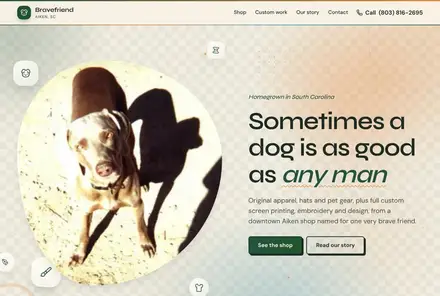 Bravefriend
AIKEN, SC
Shop Custom work Our story Contact Call (903) 816-2695
Homegrown in South Carolina
Sometimes a
dog is as good
as any man
Original apparel, hats and pet gear, plus full custom
screen printing, embroidery and design, from a
downtown Aiken shop named for one very brave friend.
See the shop Read our story